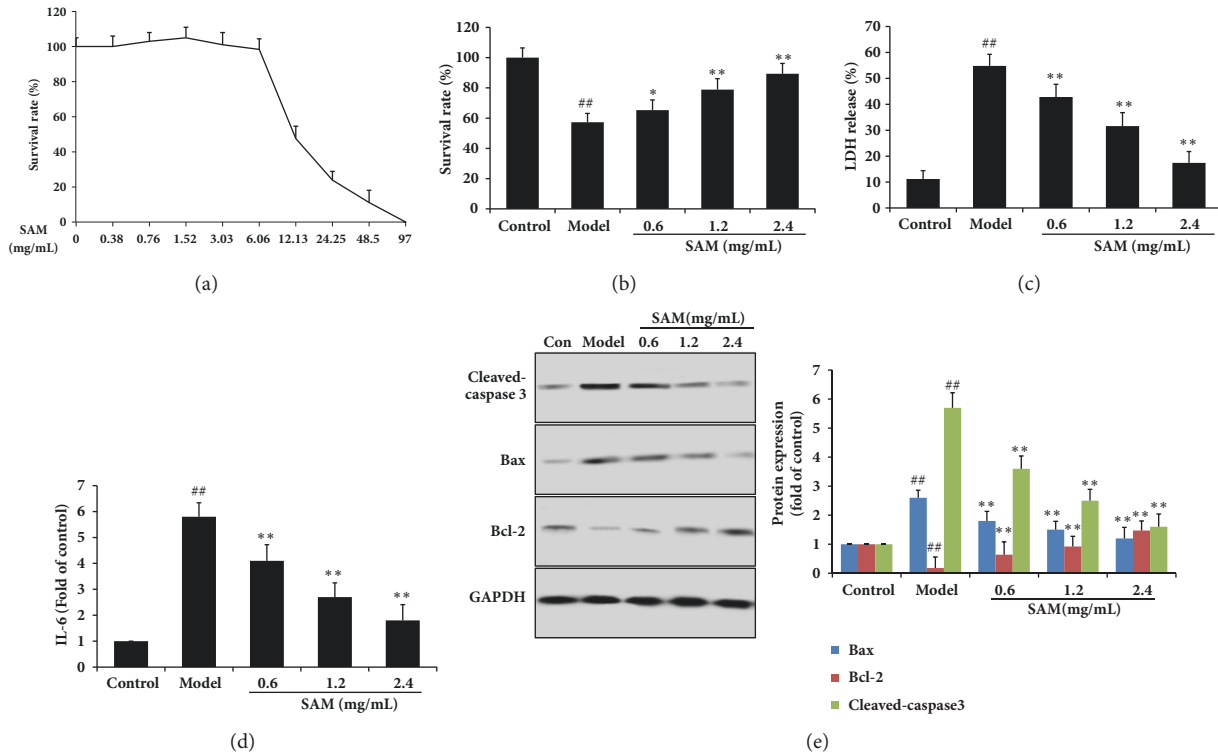 120
100
80
60
40
20
0
Survival rate (%)
SAM
(mg/mL)
0 0.38 0.76 1.52 3.03 6.06 12.13 24.25 48.5 97
(a)
120
100
80
60
40
20
0
Survival rate (%)
##
*
**
**
Control Model 0.6 1.2 2.4
SAM (mg/mL)
(b)
70
60
50
40
30
20
10
0
LDH release (%)
##
**
**
**
Control Model 0.6 1.2 2.4
SAM (mg/mL)
(c)
7
6
5
4
3
2
1
0
IL-6 (Fold of control)
##
**
**
**
Control Model 0.6 1.2 2.4
SAM (mg/mL)
(d)
SAM(mg/mL)
Con Model 0.6 1.2 2.4
Cleaved-
caspase 3
Bax
Bcl-2
GAPDH
7
6
5
4
3
2
1
0
Protein expression
(fold of control)
## ## ##
** ** **
** ** **
** ** **
Control Model 0.6 1.2 2.4
SAM(mg/mL)
Bax
Bcl-2
Cleaved-caspase3
(e)